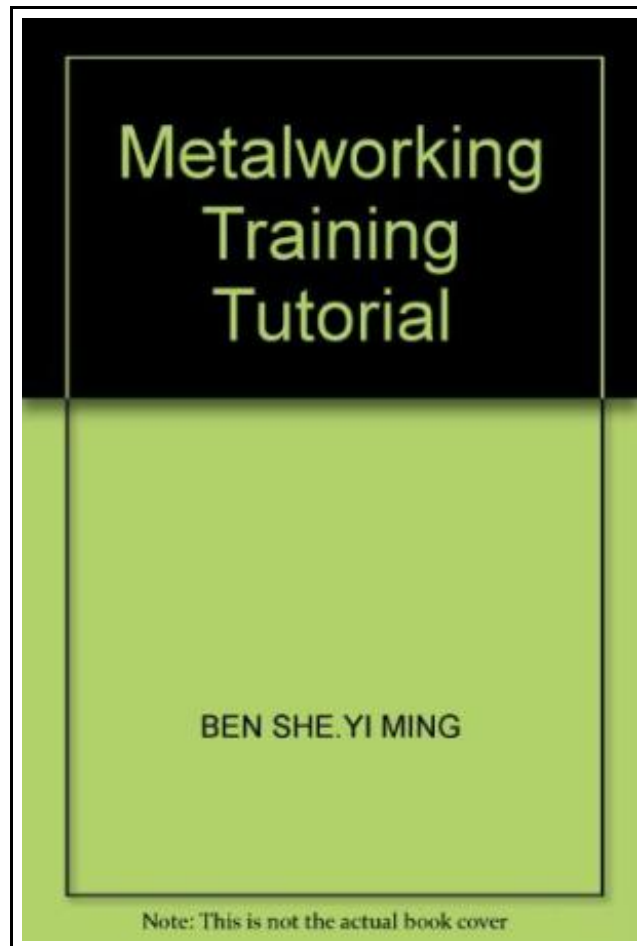 Metalworking
Training
Tutorial
BEN SHE.YI MING
Note: This is not the actual book cover